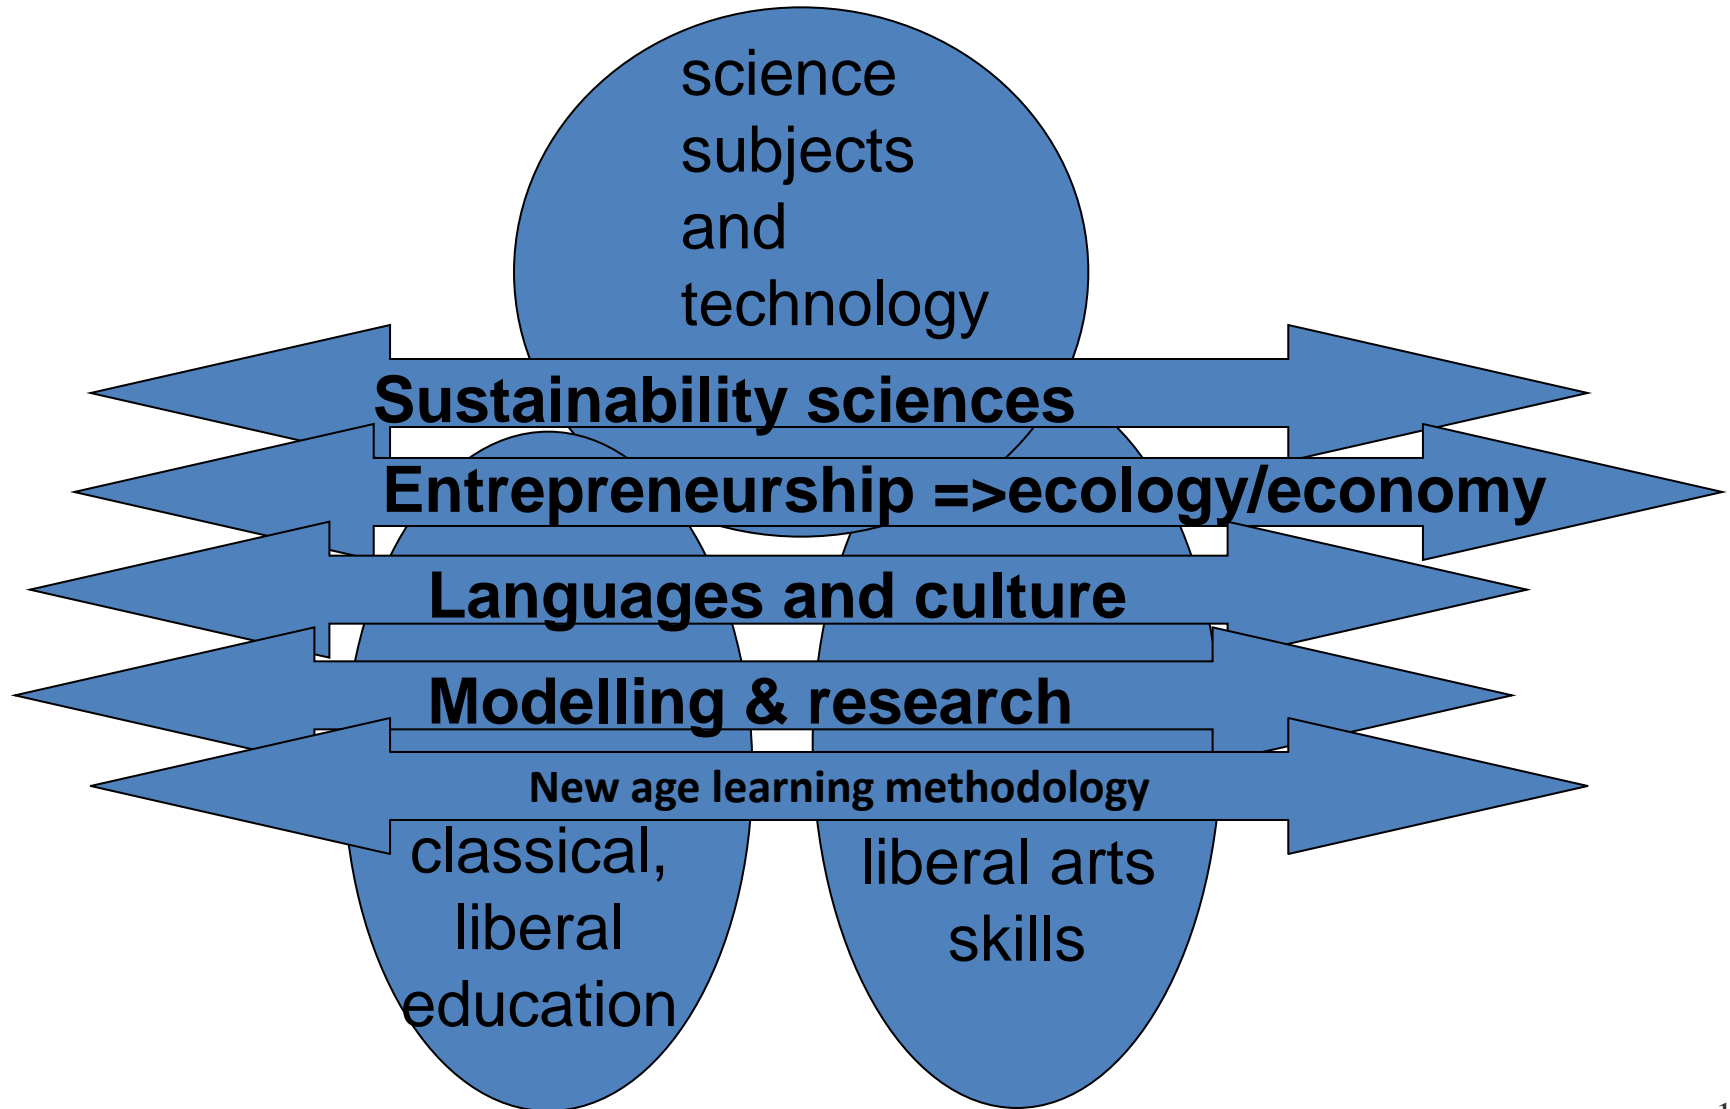 science
subjects
and
technology
Sustainability sciences
Entrepreneurship =>ecology/economy
Languages and culture
Modelling & research
New age learning methodology
classical,
liberal
education
liberal arts
skills